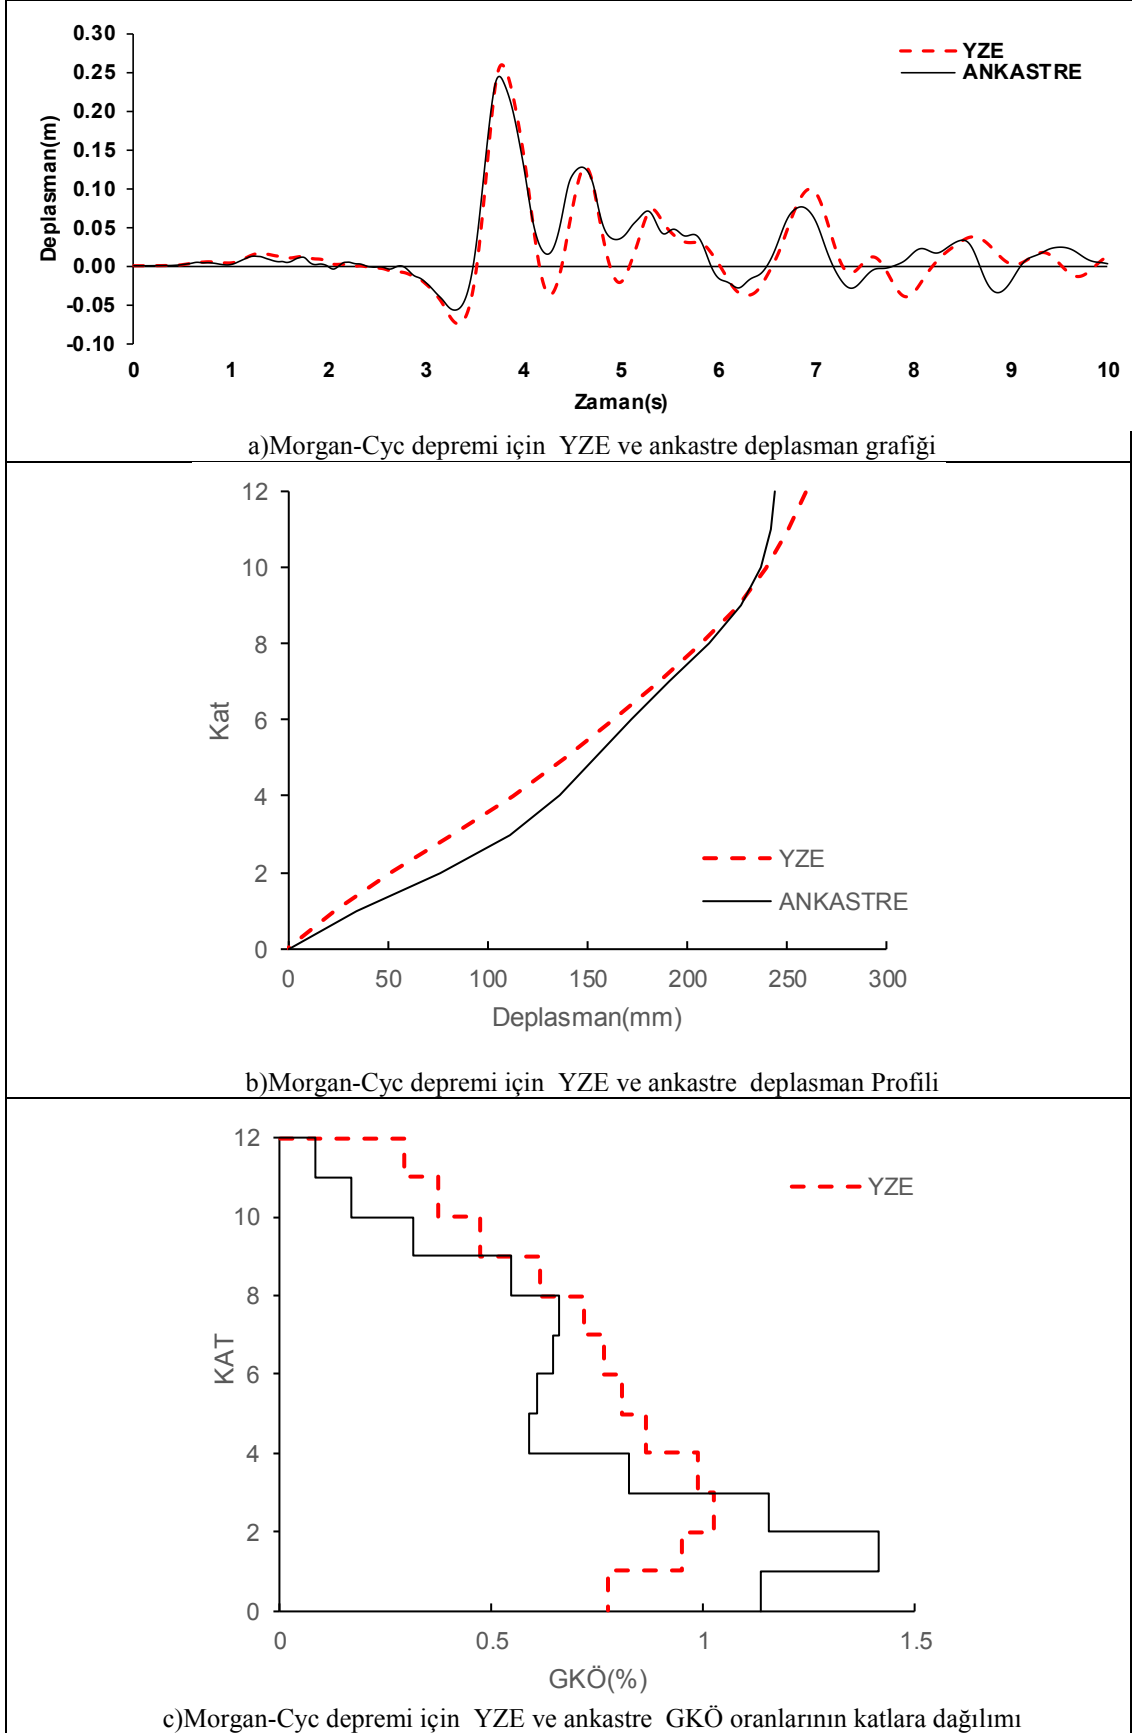 0.30
0.25
0.20
0.15
0.10
0.05
0.00
-0.05
-0.10
Deplasman(m)
YZE
ANKASTRE
0 1 2 3 4 5 6 7 8 9 10
Zaman(s)
a)Morgan-Cyc depremi için YZE ve ankastre deplasman grafiği
12
10
8
6
4
2
0
Kat
YZE
ANKASTRE
0 50 100 150 200 250 300
Deplasman(mm)
b)Morgan-Cyc depremi için YZE ve ankastre deplasman Profili
12
10
8
6
4
2
0
KAT
YZE
0 0.5 1 1.5
GKÖ(%)
c)Morgan-Cyc depremi için YZE ve ankastre GKÖ oranlarının katlara dağılımı